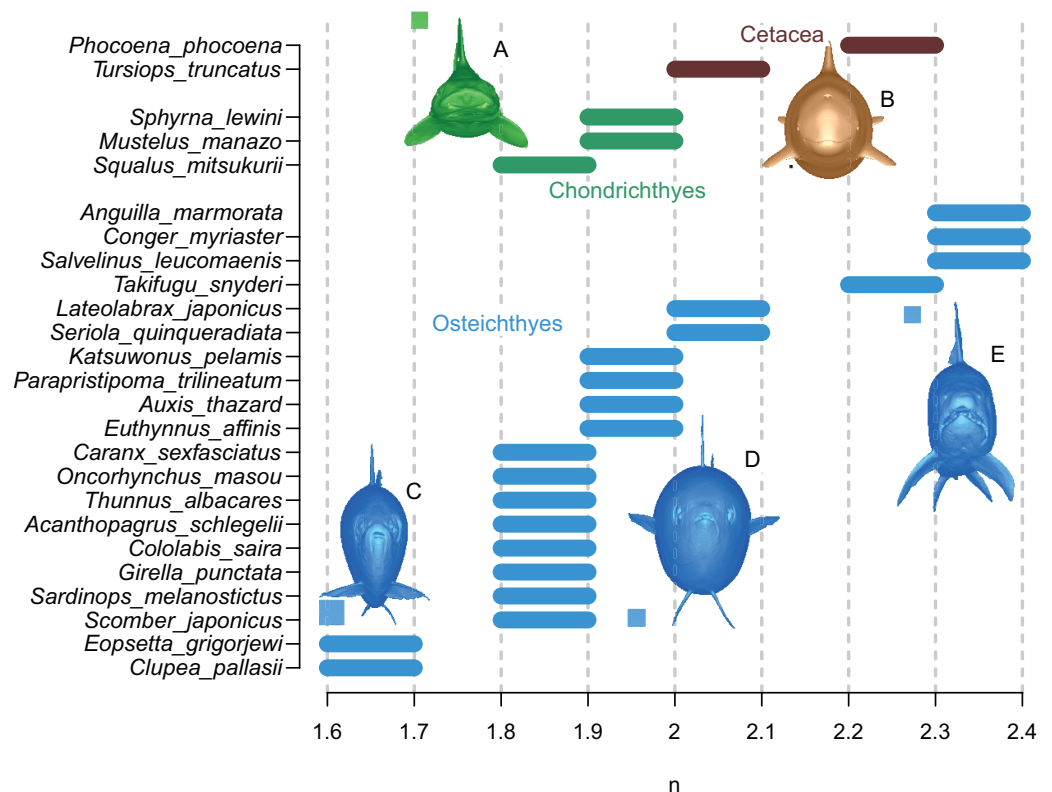 Phocoena_phocoena
Tursiops_truncatus
Sphyrna_lewini
Mustelus_manazo
Squalus_mitsukurii
Anguilla_marmorata
Conger_myriaster
Salvelinus_leucomaenis
Takifugu_snyderi
Lateolabrax_japonicus
Seriola_quinqueradiata
Katsuwonus_pelamis
Parapristipoma_trilineatum
Auxis_thazard
Euthynnus_affinis
Caranx_sexfasciatus
Oncorhynchus_masou
Thunnus_albacares
Acanthopagrus_schlegelii
Cololabis_saira
Girella_punctata
Sardinops_melanostictus
Scomber_japonicus
Eopsetta_grigorjewi
Clupea_pallasii
Cetacea
A
B
Chondrichthyes
Osteichthyes
E
D
C
1.6 1.7 1.8 1.9 2 2.1 2.2 2.3 2.4
n